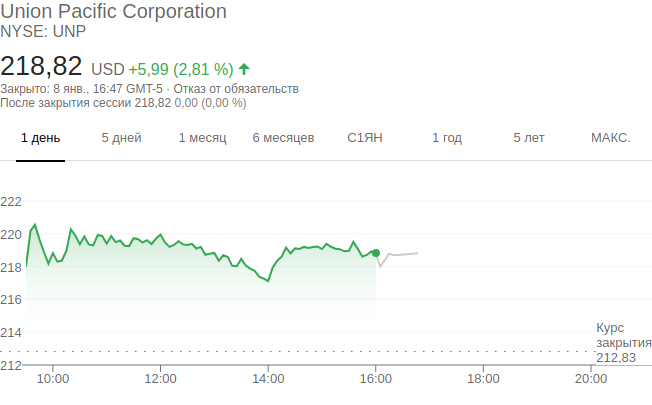 Union Pacific Corporation
NYSE: UNP
218,82 USD +5,99 (2,81 %)
Закрыто: 8 янв., 16:47 GMT-5 · Отказ от обязательств
После закрытия сессии 218,82 0,00 (0,00 %)
1 день 5 дней 1 месяц 6 месяцев С1ЯН 1 год 5 лет МАКС.
222
220
218
216
214
212
Курс
закрытия
212,83
10:00 12:00 14:00 16:00 18:00 20:00